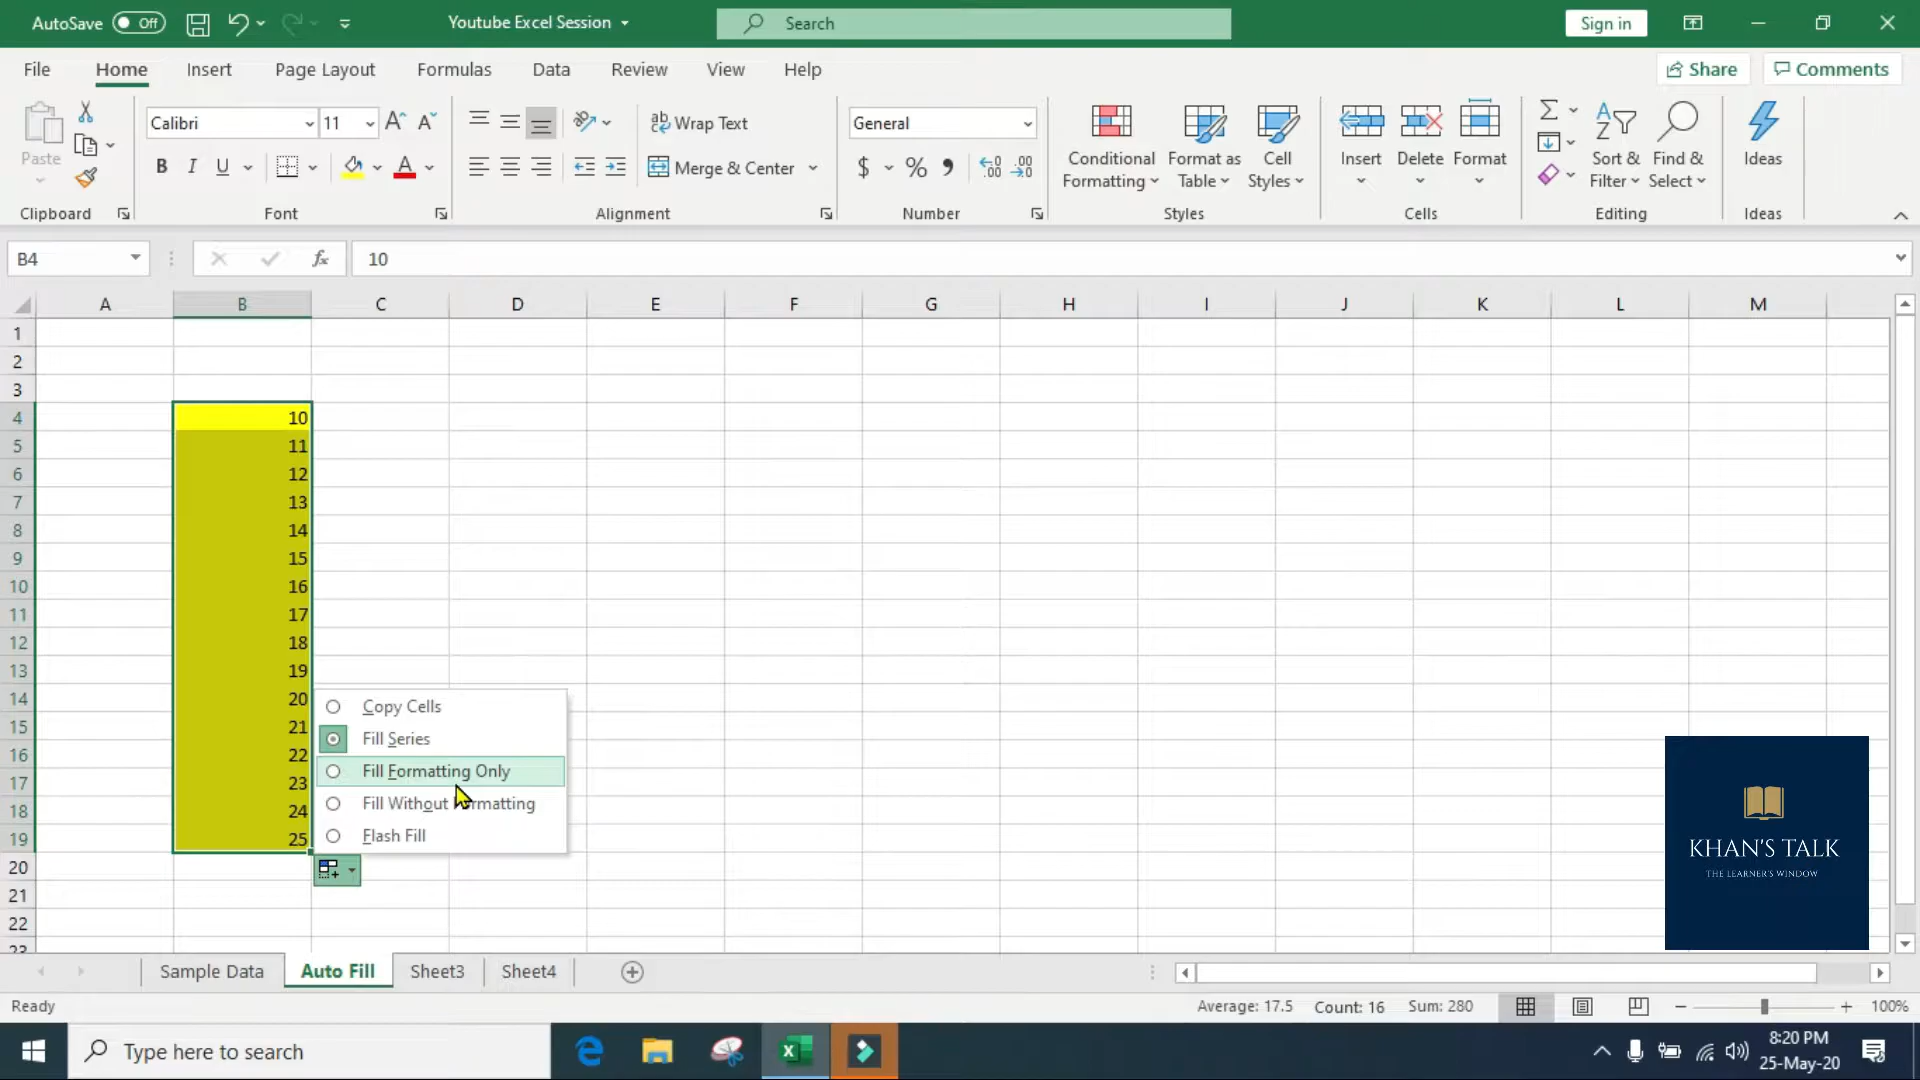 AutoSave Off Youtube Excel Session Search Sign in
File Home Insert Page Layout Formulas Data Review View Help Share Comments
Paste
Calibri 11
B I U A
Wrap Text
Merge & Center
General
$ % ,
Conditional Formatting
Format as Table
Cell Styles
Insert Delete Format
Sort & Filter
Find & Select
Ideas
Clipboard Font Alignment Number Styles Cells Editing Ideas
B4 fx 10
A B C D E F G H I J K L M
1
2
3
4 10
5 11
6 12
7 13
8 14
9 15
10 16
11 17
12 18
13 19
14 20
15 21
16 22
17 23
18 24
19 25
20
21
22
23
Copy Cells
Fill Series
Fill Formatting Only
Fill Without Formatting
Flash Fill
KHAN'S TALK
THE LEARNER'S WINDOW
Sample Data Auto Fill Sheet3 Sheet4
Ready Average: 17.5 Count: 16 Sum: 280 100%
Type here to search
8:20 PM
25-May-20